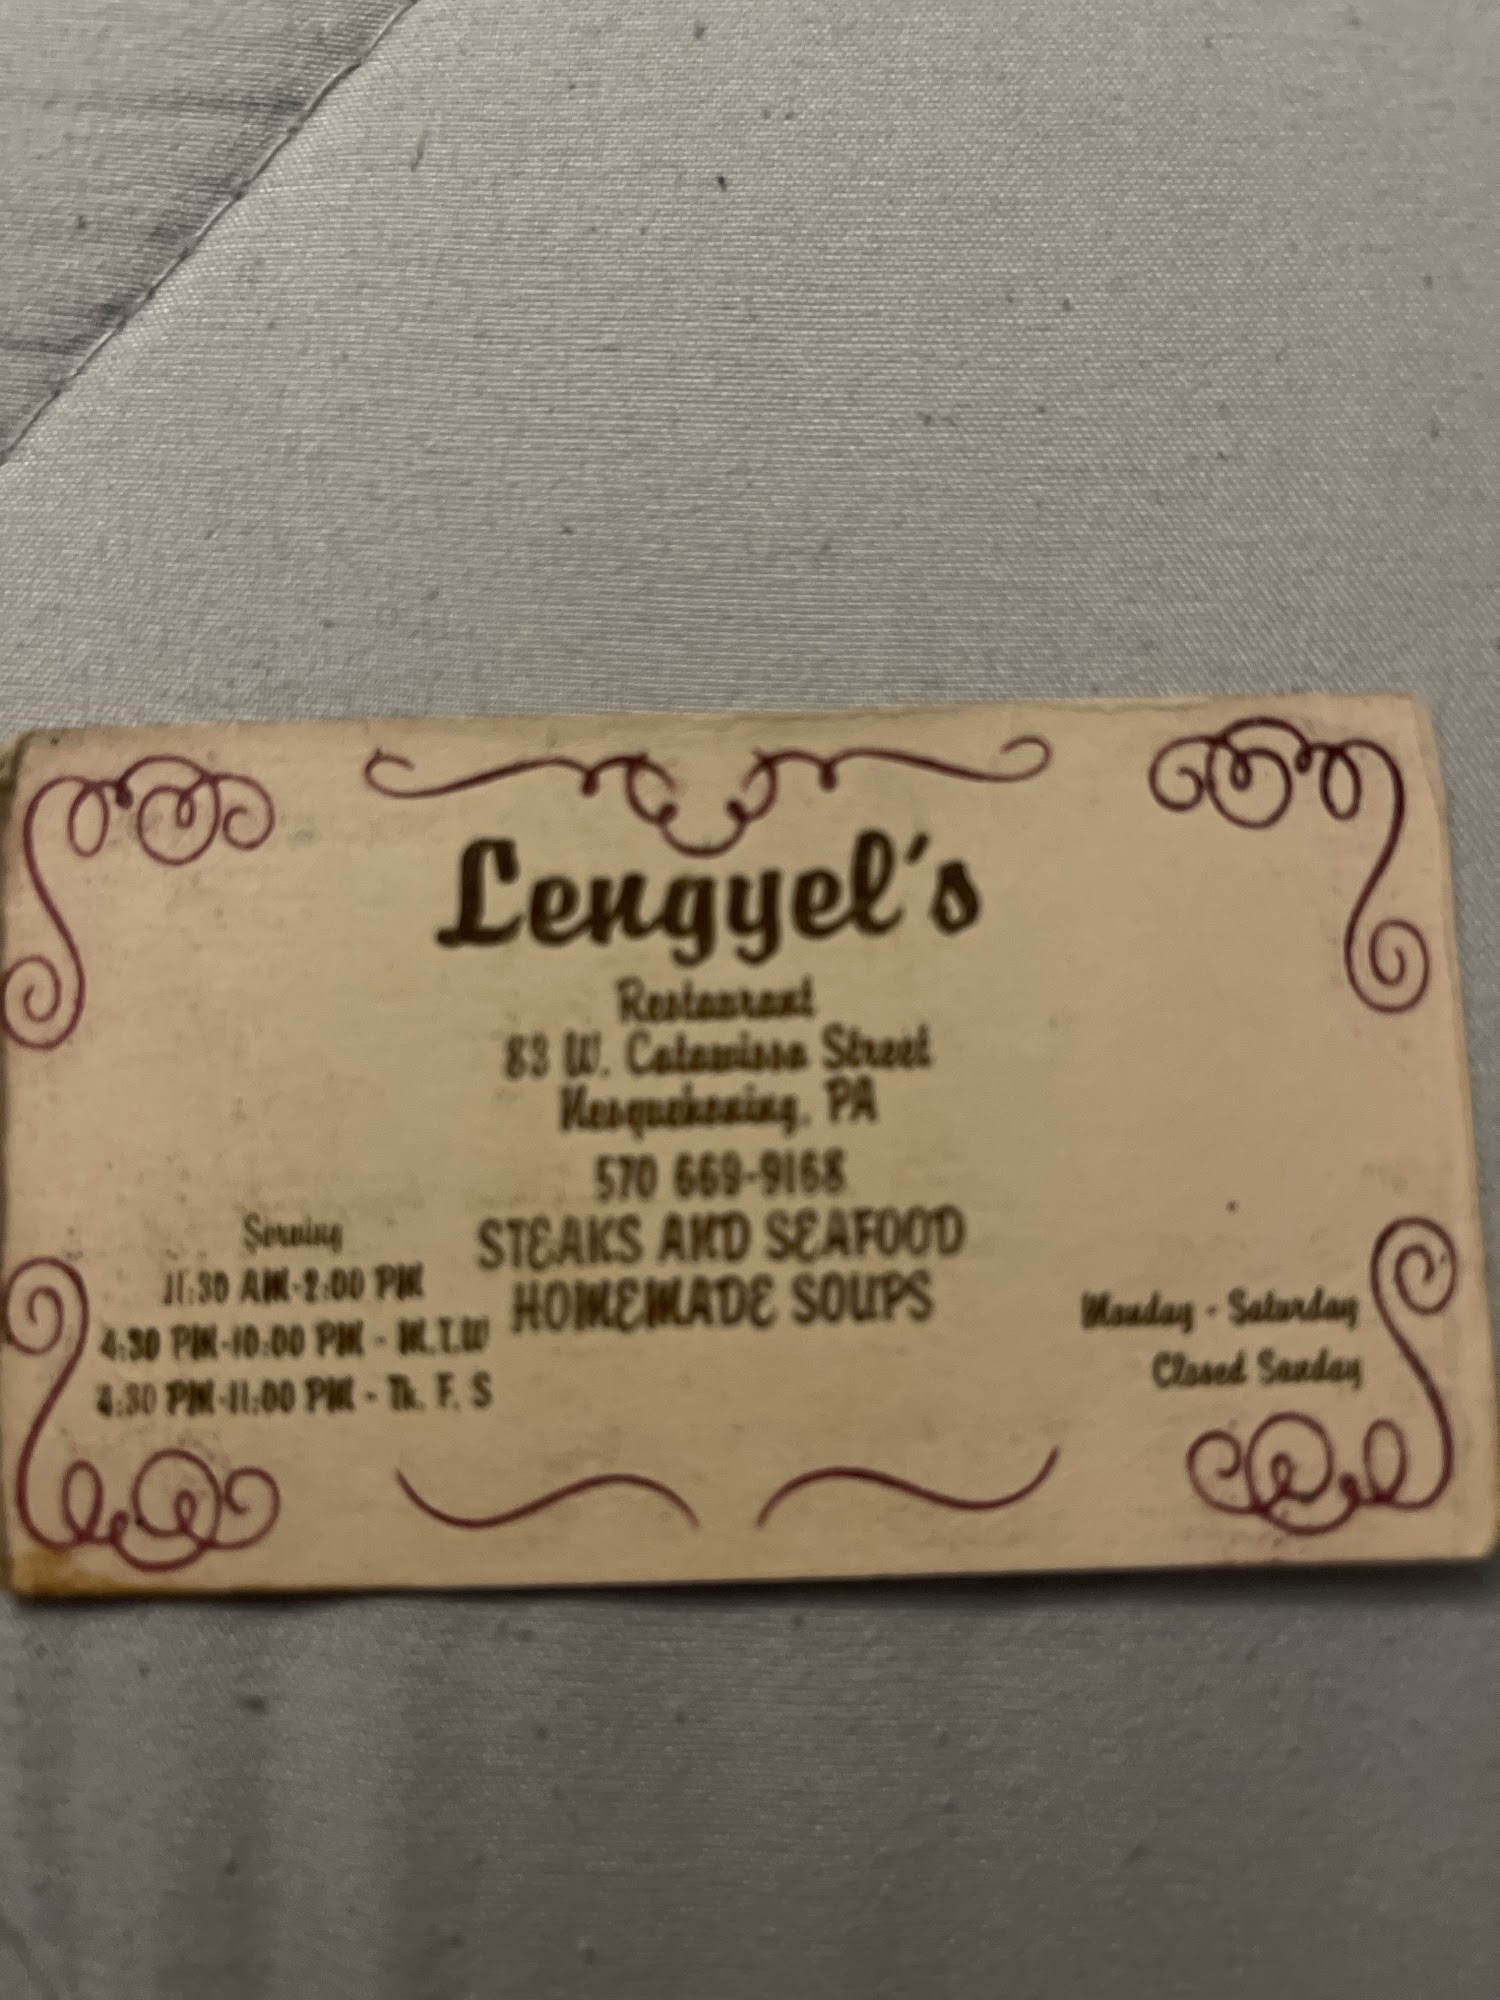 Lengyel's
Restaurant
83 W. Catawissa Street
Nesquehoning, PA
570 669-9168
STEAKS AND SEAFOOD
HOMEMADE SOUPS
Serving
11:30 AM-2:00 PM
4:30 PM-10:00 PM - M.T.W
4:30 PM-11:00 PM - Th. F. S
Monday - Saturday
Closed Sunday